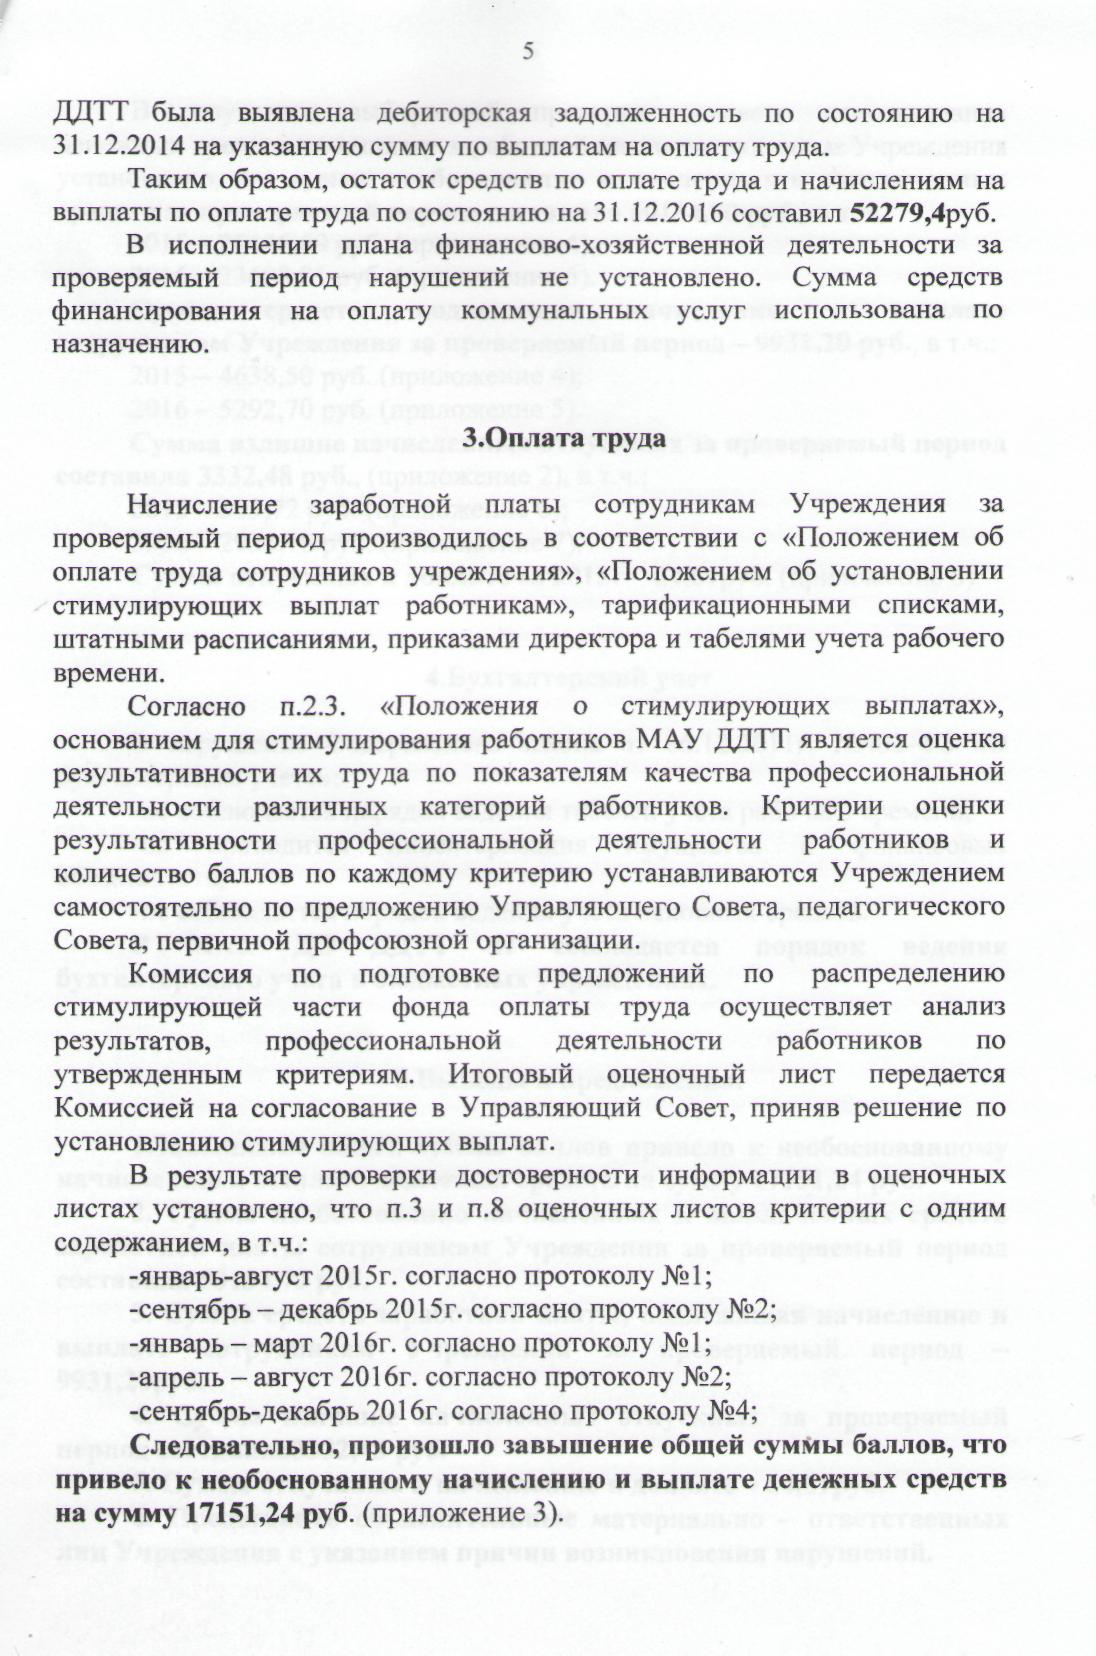 5
ДДТТ была выявлена дебиторская задолженность по состоянию на
31.12.2014 на указанную сумму по выплатам на оплату труда.
Таким образом, остаток средств по оплате труда и начислениям на
выплаты по оплате труда по состоянию на 31.12.2016 составил 52279,4руб.
В исполнении плана финансово-хозяйственной деятельности за
проверяемый период нарушений не установлено. Сумма средств
финансирования на оплату коммунальных услуг использована по
назначению.
3.Оплата труда
Начисление заработной платы сотрудникам Учреждения за
проверяемый период производилось в соответствии с «Положением об
оплате труда сотрудников учреждения», «Положением об установлении
стимулирующих выплат работникам», тарификационными списками,
штатными расписаниями, приказами директора и табелями учета рабочего
времени.
Согласно п.2.3. «Положения о стимулирующих выплатах»,
основанием для стимулирования работников МАУ ДДТТ является оценка
результативности их труда по показателям качества профессиональной
деятельности различных категорий работников. Критерии оценки
результативности профессиональной деятельности работников и
количество баллов по каждому критерию устанавливаются Учреждением
самостоятельно по предложению Управляющего Совета, педагогического
Совета, первичной профсоюзной организации.
Комиссия по подготовке предложений по распределению
стимулирующей части фонда оплаты труда осуществляет анализ
результатов, профессиональной деятельности работников по
утвержденным критериям. Итоговый оценочный лист передается
Комиссией на согласование в Управляющий Совет, приняв решение по
установлению стимулирующих выплат.
В результате проверки достоверности информации в оценочных
листах установлено, что п.3 и п.8 оценочных листов критерии с одним
содержанием, в т.ч.:
-январь-август 2015г. согласно протоколу №1;
-сентябрь – декабрь 2015г. согласно протоколу №2;
-январь – март 2016г. согласно протоколу №1;
-апрель – август 2016г. согласно протоколу №2;
-сентябрь-декабрь 2016г. согласно протоколу №4;
Следовательно, произошло завышение общей суммы баллов, что
привело к необоснованному начислению и выплате денежных средств
на сумму 17151,24 руб. (приложение 3).